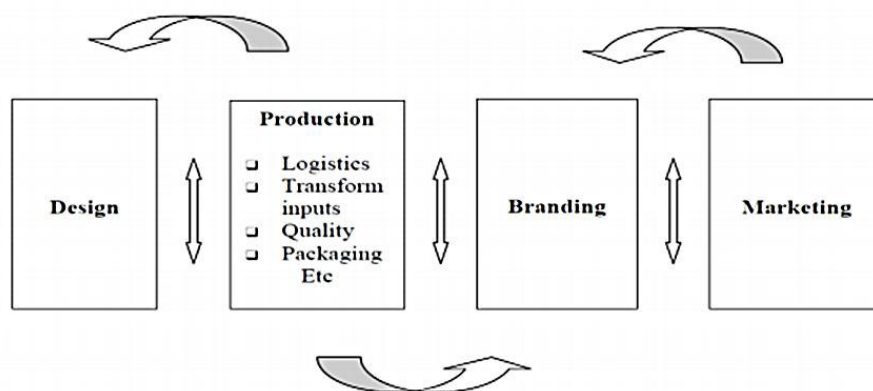 Design
Production
Logistics
Transform
inputs
Quality
Packaging
Etc
Branding
Marketing